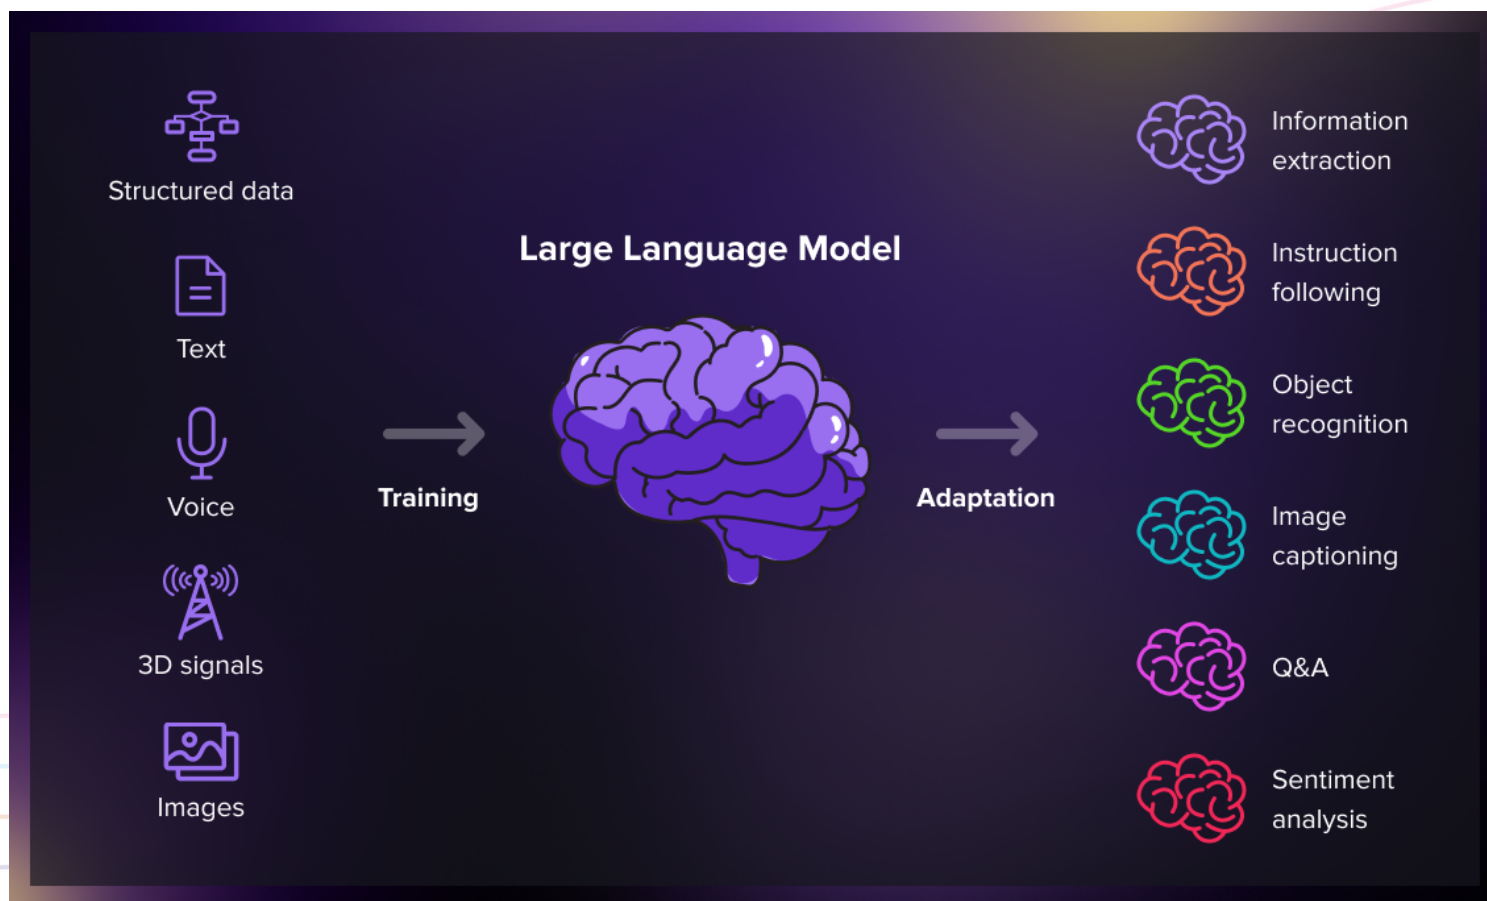 Structured data
Text
Voice
3D signals
Images
Training
Large Language Model
Adaptation
Information
extraction
Instruction
following
Object
recognition
Image
captioning
Q&A
Sentiment
analysis